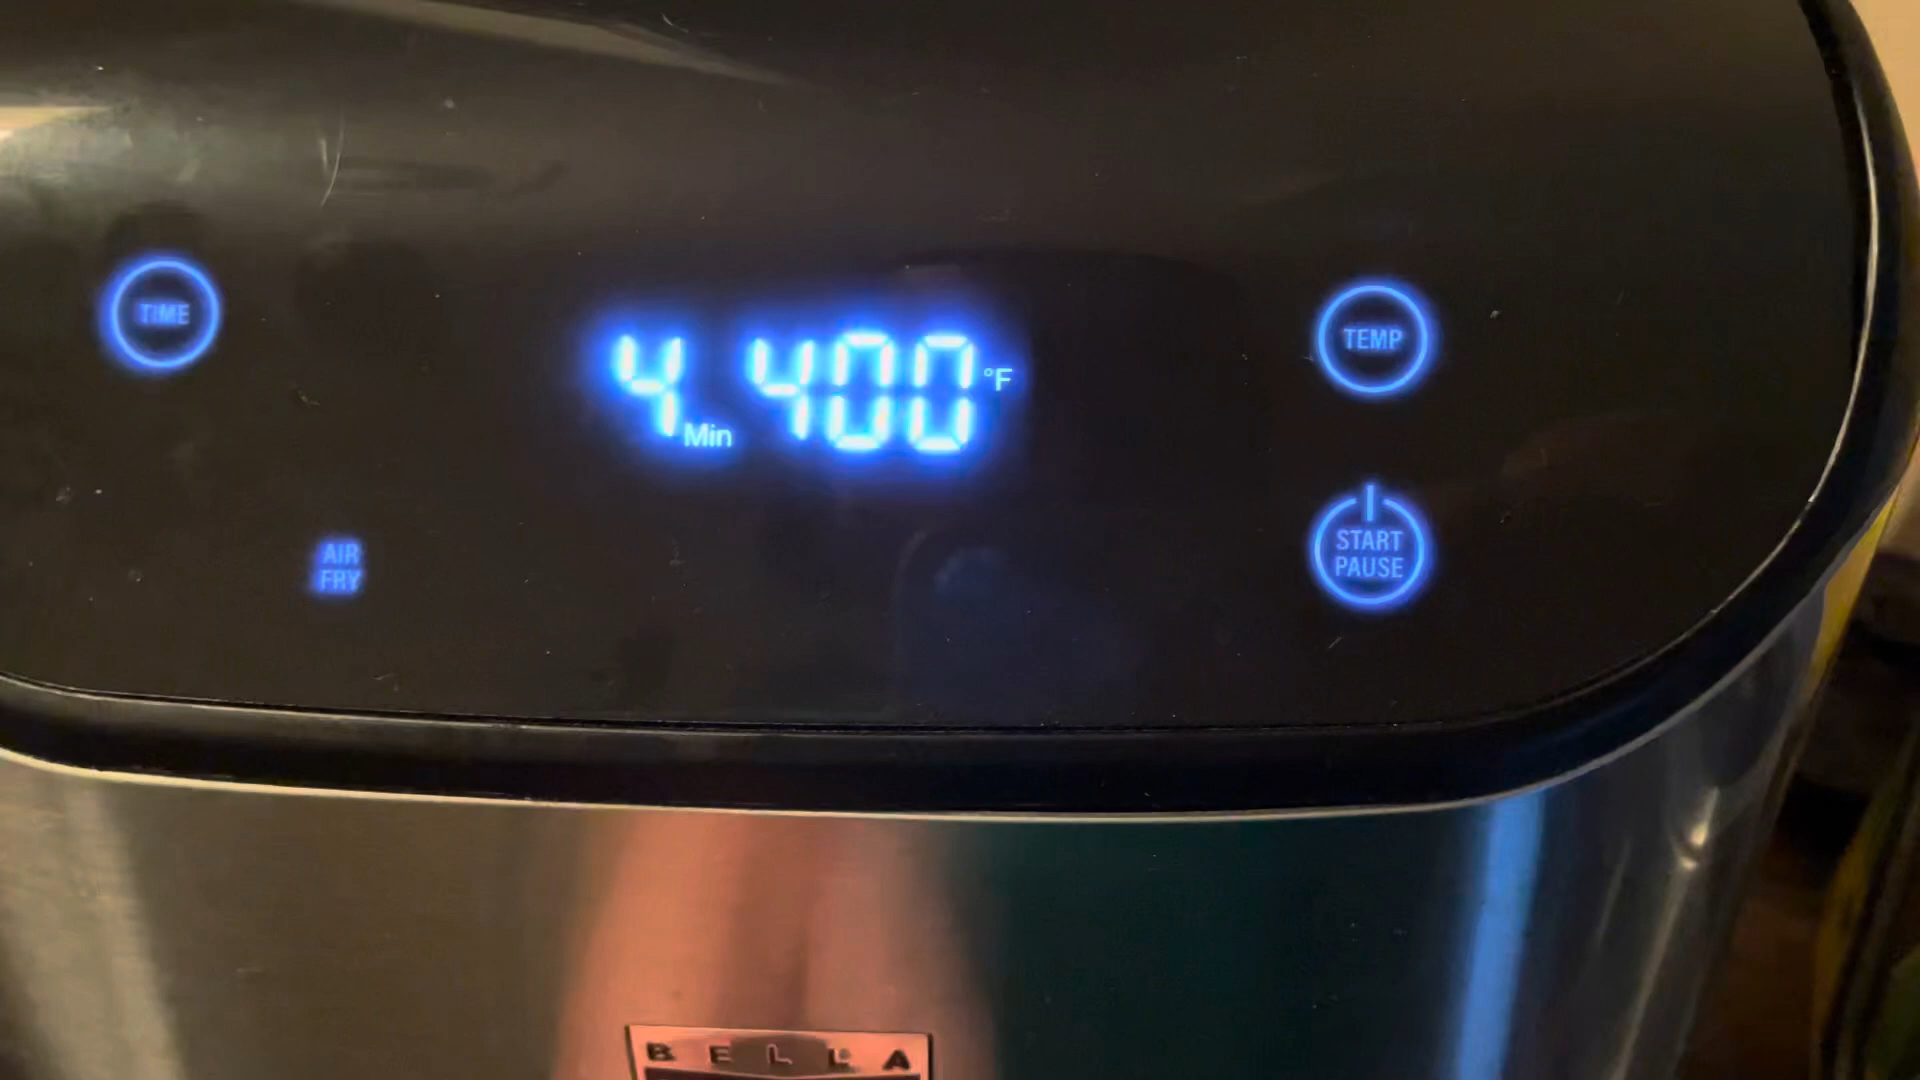 TIME
4 Min 400 °F
TEMP
AIR
FRY
START
PAUSE
BELLA